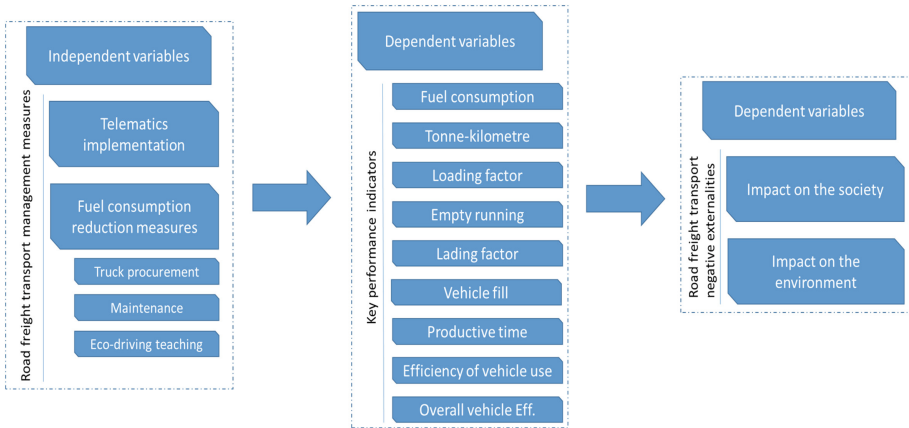 Independent variables
Road freight transport management measures
Telematics
implementation
Fuel consumption
reduction measures
Truck procurement
Maintenance
Eco-driving teaching
Dependent variables
Key performance indicators
Fuel consumption
Tonne-kilometre
Loading factor
Empty running
Lading factor
Vehicle fill
Productive time
Efficiency of vehicle use
Overall vehicle Eff.
Dependent variables
Road freight transport
negative externalities
Impact on the society
Impact on the
environment